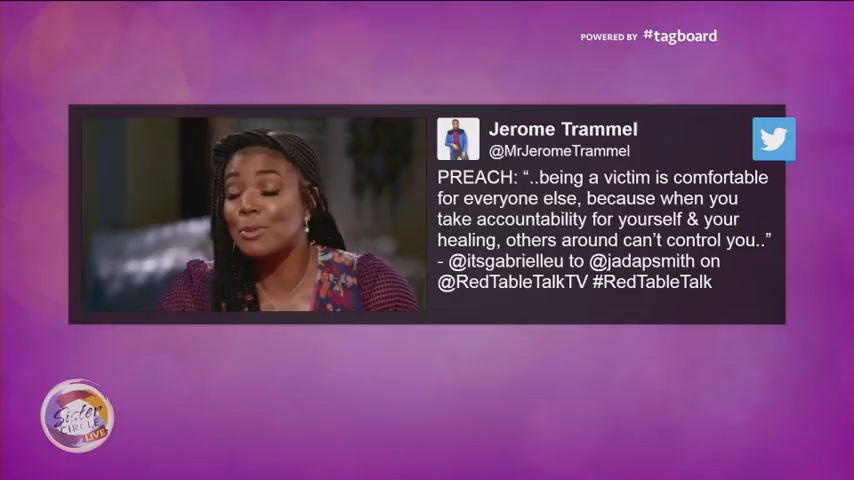 POWERED BY #tagboard
Jerome Trammel
@MrJeromeTrammel
PREACH: “..being a victim is comfortable
for everyone else, because when you
take accountability for yourself & your
healing, others around can’t control you..”
- @itsgabrielleu to @jadapsmith on
@RedTableTalkTV #RedTableTalk
Sister
CIRCLE
LIVE